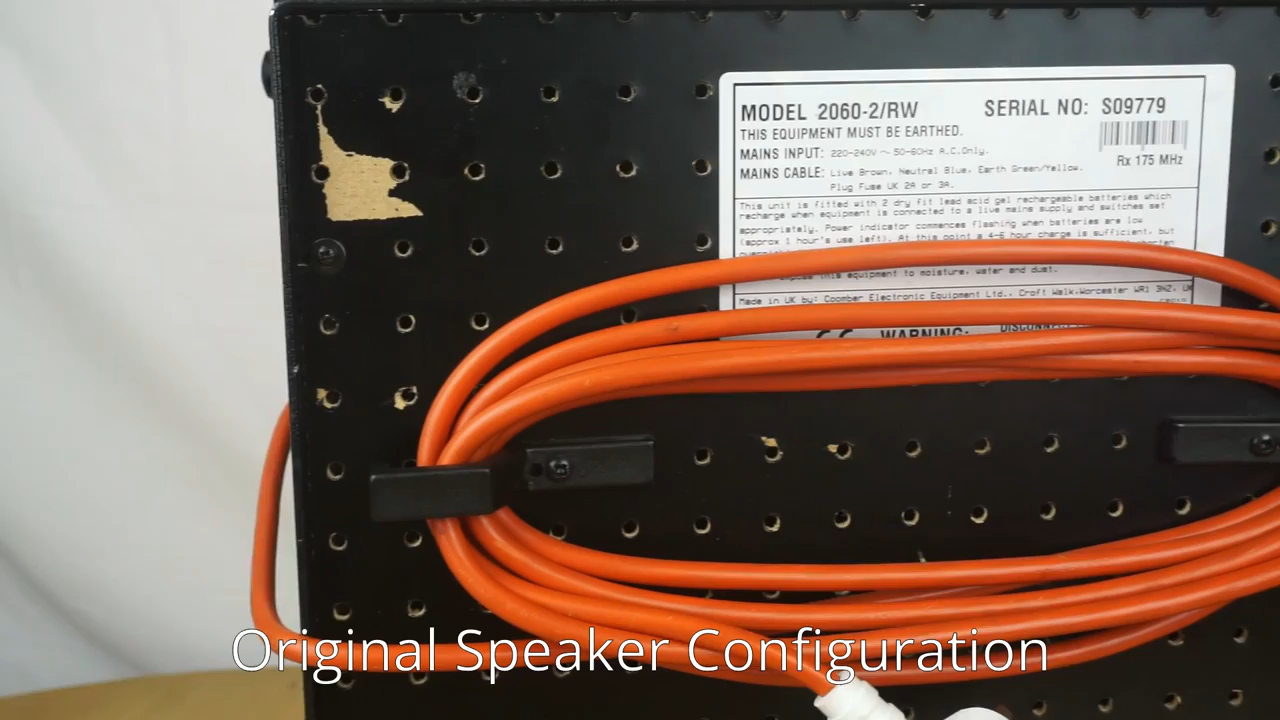 MODEL 2060-2/RW
SERIAL NO: S09779
THIS EQUIPMENT MUST BE EARTHED.
MAINS INPUT: 220-240V ~ 50-60Hz A.C.Only.
Rx 175 MHz
MAINS CABLE: Live Brown, Neutral Blue, Earth Green/Yellow.
Plug Fuse UK 2A or 3A.
This unit is fitted with 2 dry fit lead acid gel rechargeable batteries which
recharge when equipment is connected to a live mains supply and switches set
appropriately. Power indicator commences flashing when batteries are low
(approx 1 hour's use left). At this point a 4-6 hour charge is sufficient, but
expose this equipment to moisture, water and dust.
Made in UK by: Coomber Electronic Equipment Ltd., Croft Walk,Worcester WR1 3NZ, UK
CE WARNING:
Original Speaker Configuration